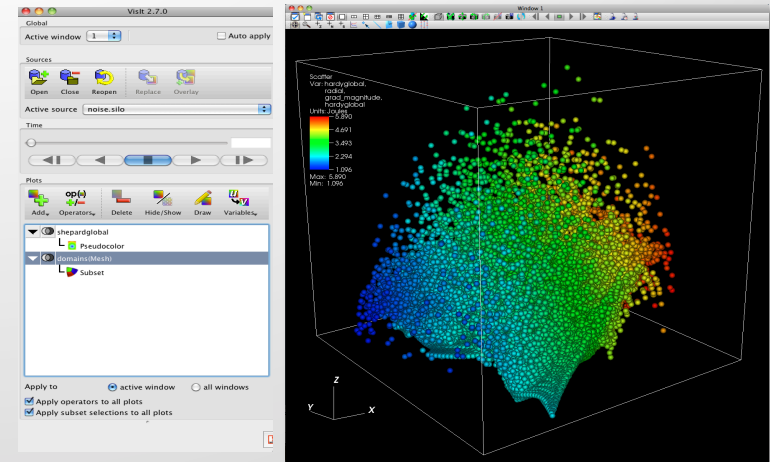 VisIt 2.7.0
Global
Active window 1 Auto apply
Sources
Open Close Reopen Replace Overlay
Active source noise.silo
Time
Plots
op(+)
+/−
Add Operators Delete Hide/Show Draw Variables
shepardglobal
Pseudocolor
domains(Mesh)
Subset
Apply to active window all windows
Apply operators to all plots
Apply subset selections to all plots
Window 1
Scatter
Var: hardyglobal,
radial,
grad_magnitude,
hardyglobal
Units: Joules
5.890
4.691
3.493
2.294
1.096
Max: 5.890
Min: 1.096
Z
Y
X